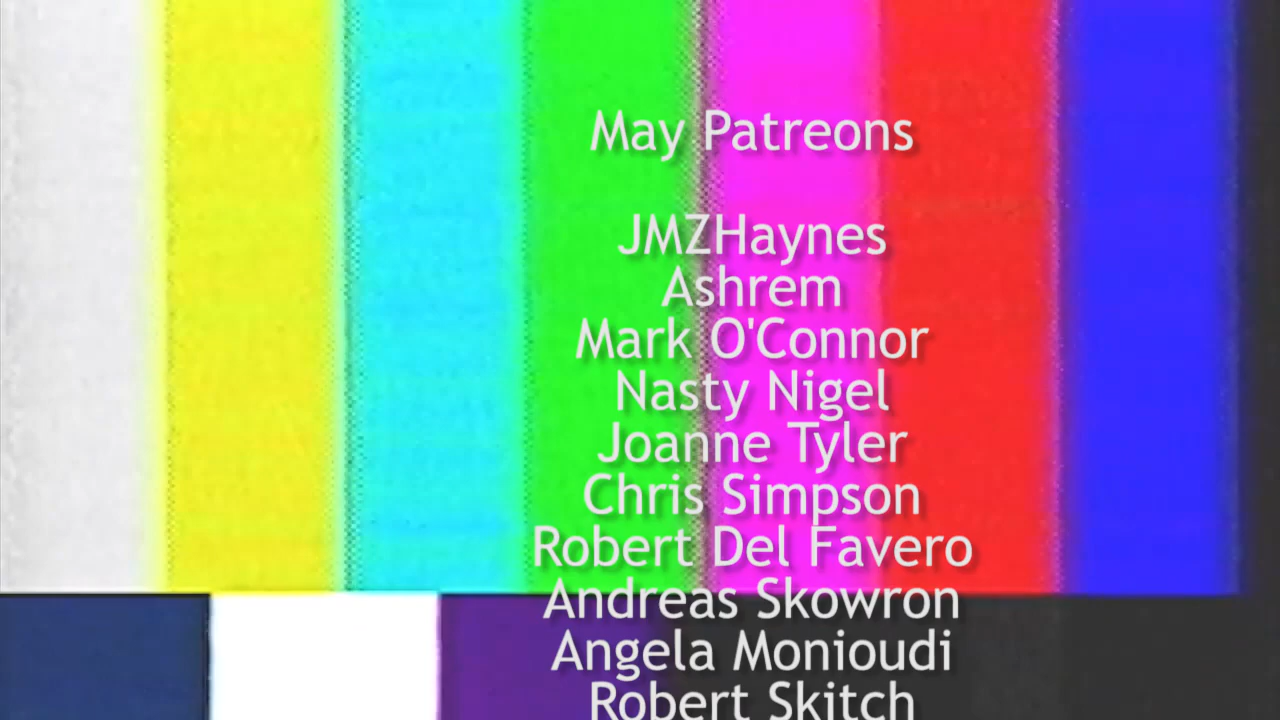 May Patreons
JMZHaynes
Ashrem
Mark O'Connor
Nasty Nigel
Joanne Tyler
Chris Simpson
Robert Del Favero
Andreas Skowron
Angela Monioudi
Robert Skitch